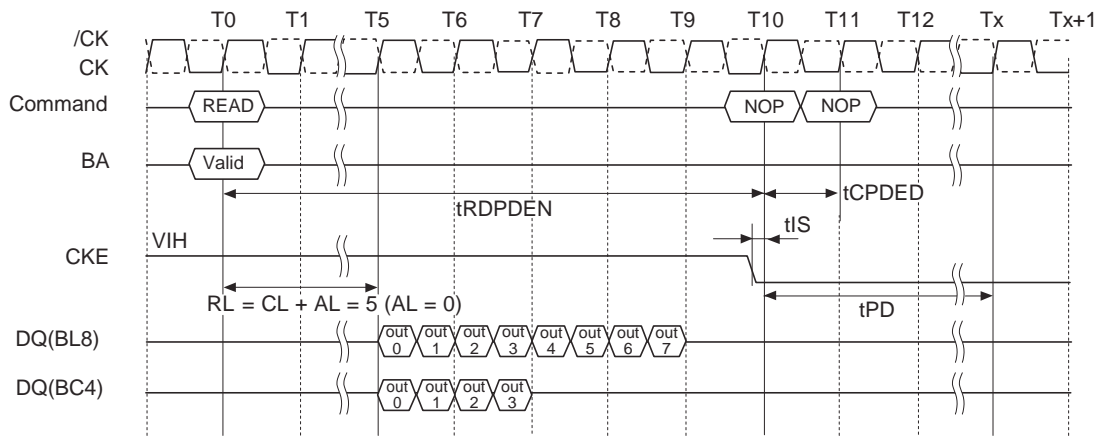 T0 T1 T5 T6 T7 T8 T9 T10 T11 T12 Tx Tx+1
/CK
CK
Command READ NOP NOP
BA Valid
tRDPDEN tCPDED
tIS
CKE VIH
RL = CL + AL = 5 (AL = 0) tPD
DQ(BL8) out 0 out 1 out 2 out 3 out 4 out 5 out 6 out 7
DQ(BC4) out 0 out 1 out 2 out 3